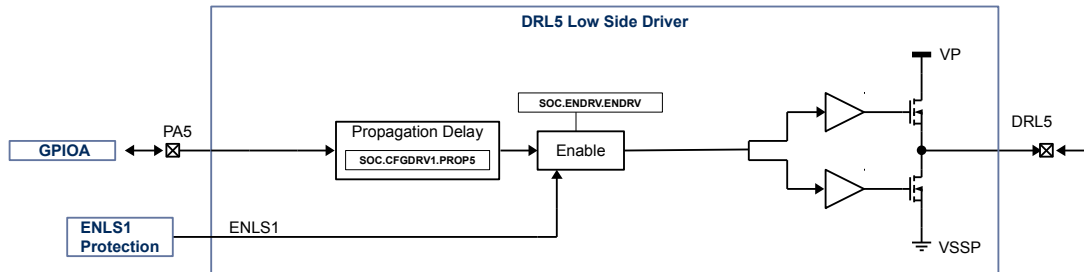 DRL5 Low Side Driver
VP
SOC.ENDRV.ENDRV
PA5
Propagation Delay
DRL5
GPIOA
SOC.CFGDRV1.PROP5
Enable
ENLS1
Protection
ENLS1
VSSP